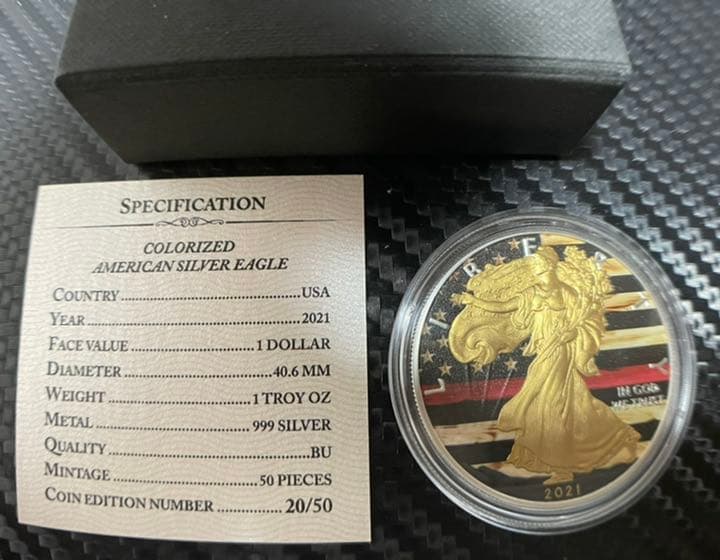 SPECIFICATION
COLORIZED
AMERICAN SILVER EAGLE
COUNTRY USA
YEAR 2021
FACE VALUE 1 DOLLAR
DIAMETER 40.6 MM
WEIGHT 1 TROY OZ
METAL 999 SILVER
QUALITY BU
MINTAGE 50 PIECES
COIN EDITION NUMBER 20/50
LIBERTY
IN GOD
WE TRUST
2021